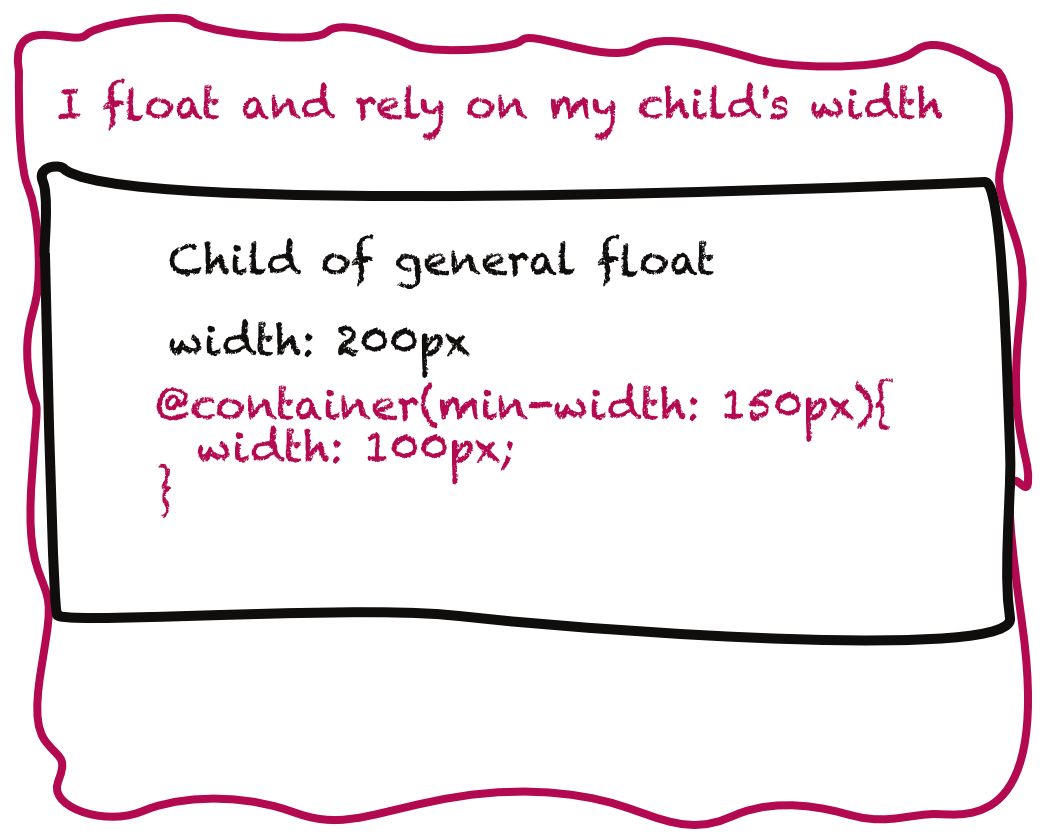 I float and rely on my child's width
Child of general float
width: 200px
@container(min-width: 150px){
width: 100px;
}